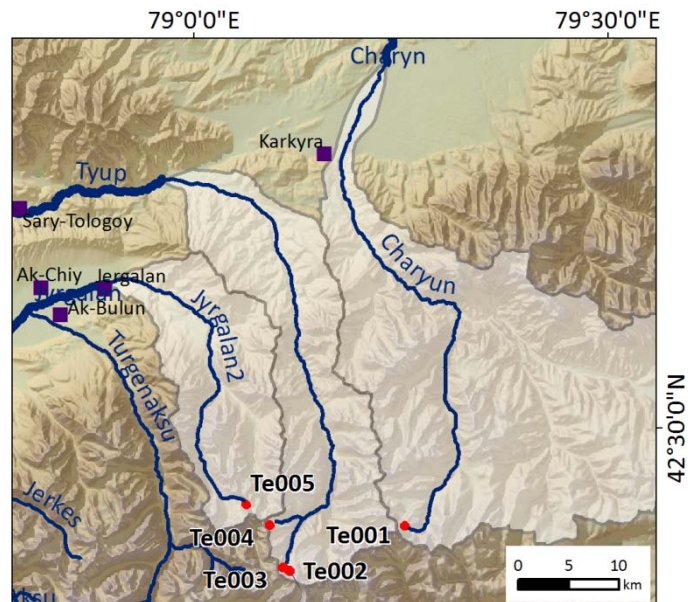 79°0'0"E
79°30'0"E
Charyn
Karkyra
Tyup
Sary-Tologoy
Charyun
Ak-Chiy
Jergalan
Jyrgalan
Ak-Bulun
Jyrgalan2
Turgenaksu
42°30'0"N
Te005
Jerkes
Te004
Te001
Te003
Te002
0 5 10
km